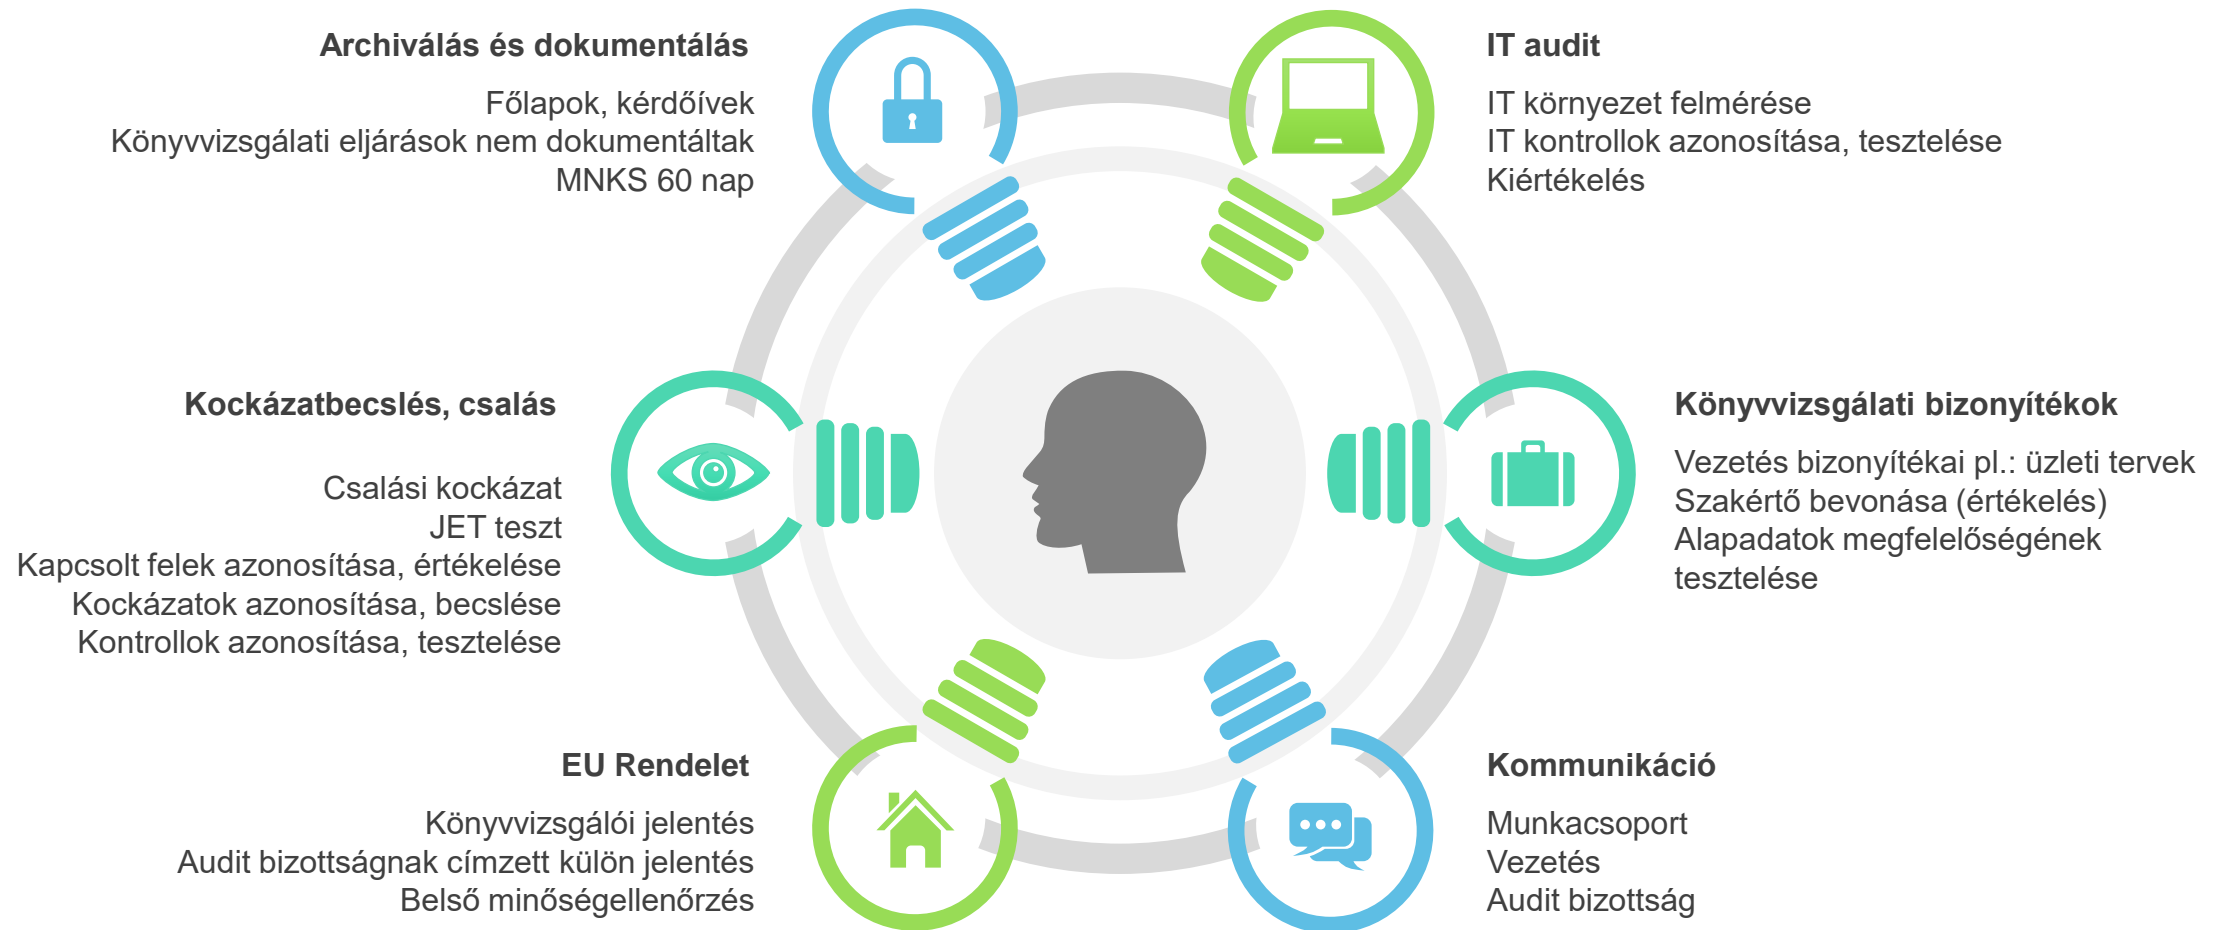 Archiválás és dokumentálás
Főlapok, kérdőívek
Könyvvizsgálati eljárások nem dokumentáltak
MNKS 60 nap
IT audit
IT környezet felmérése
IT kontrollok azonosítása, tesztelése
Kiértékelés
Kockázatbecslés, csalás
Csalási kockázat
JET teszt
Kapcsolt felek azonosítása, értékelése
Kockázatok azonosítása, becslése
Kontrollok azonosítása, tesztelése
Könyvvizsgálati bizonyítékok
Vezetés bizonyítékai pl.: üzleti tervek
Szakértő bevonása (értékelés)
Alapadatok megfelelőségének
tesztelése
EU Rendelet
Könyvvizsgálói jelentés
Audit bizottságnak címzett külön jelentés
Belső minőségellenőrzés
Kommunikáció
Munkacsoport
Vezetés
Audit bizottság